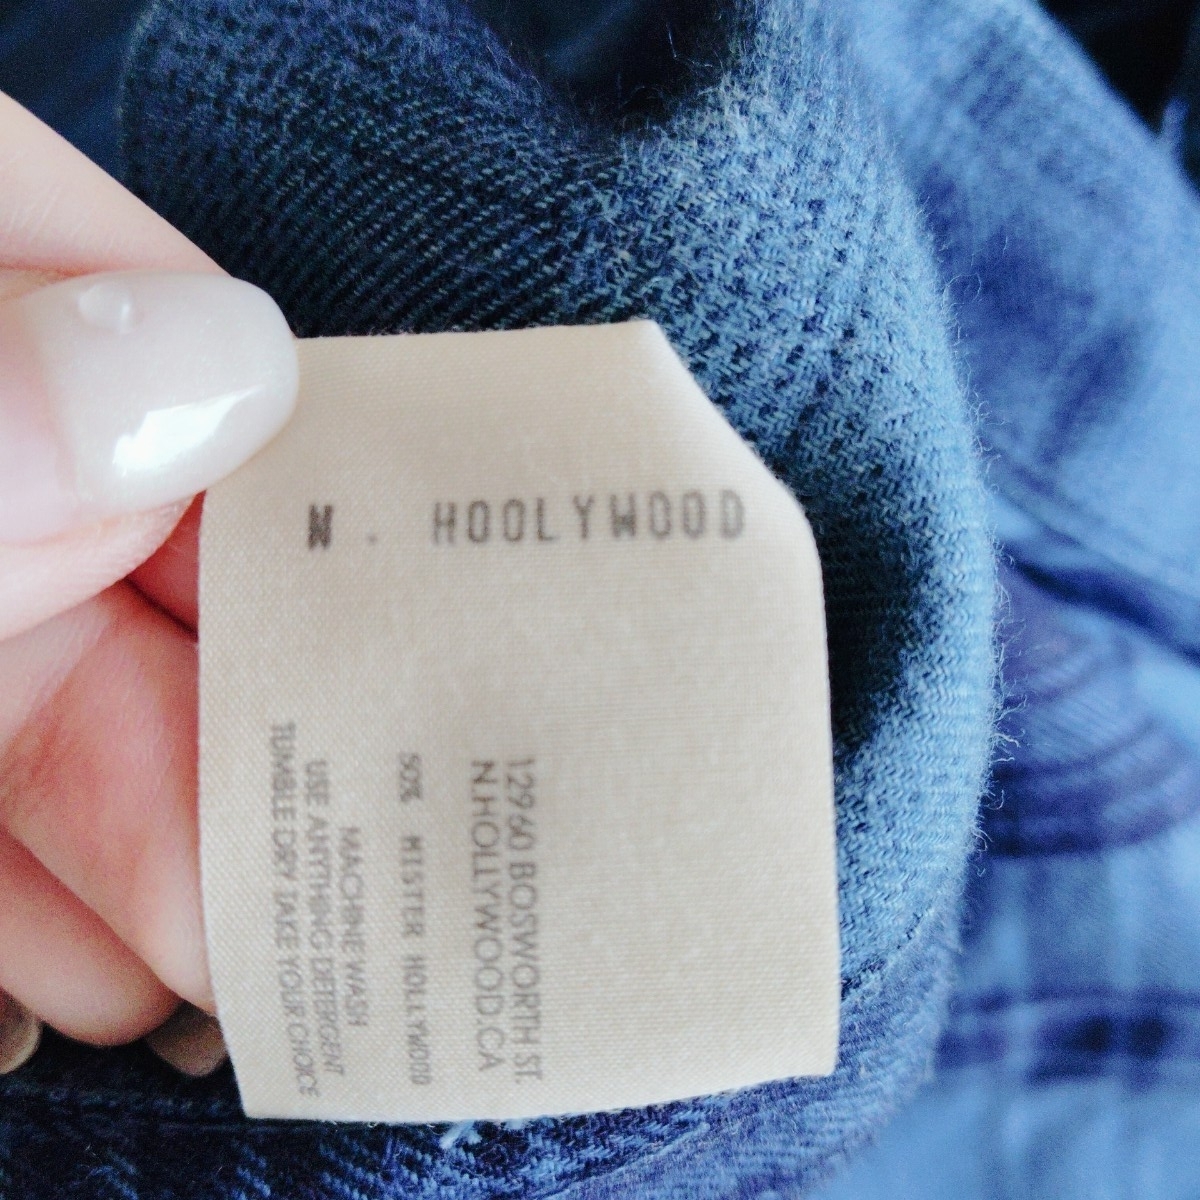 N. HOOLYWOOD
12960 BOSWORTH ST.
N.HOLLYWOOD.CA
50% MISTER HOLLYWOOD
MACHINE WASH
USE ANYTHING DETERGENT
TUMBLE DRY TAKE YOUR CHOICE